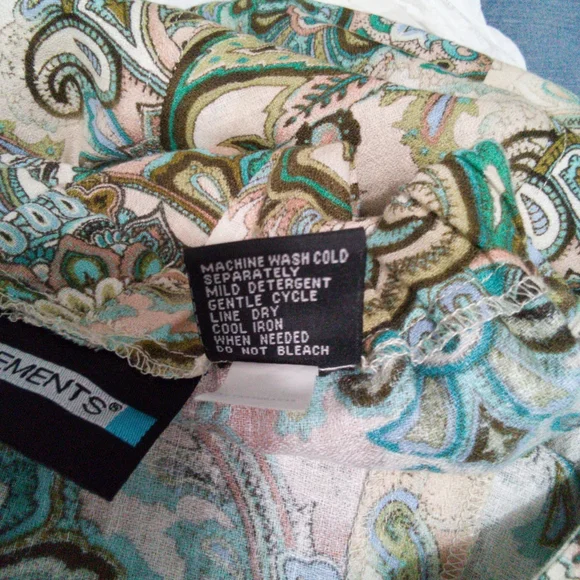 MACHINE WASH COLD
SEPARATELY
MILD DETERGENT
GENTLE CYCLE
LINE DRY
COOL IRON
WHEN NEEDED
DO NOT BLEACH
EMENTS®